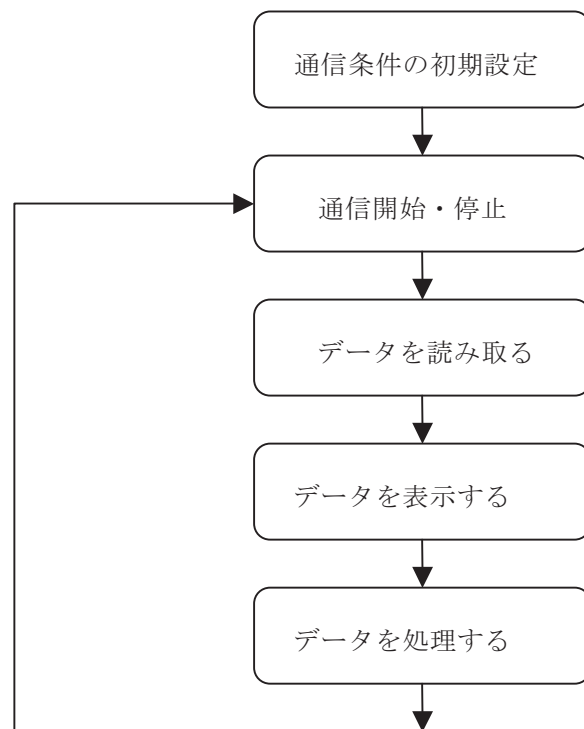 通信条件の初期設定
通信開始・停止
データを読み取る
データを表示する
データを処理する